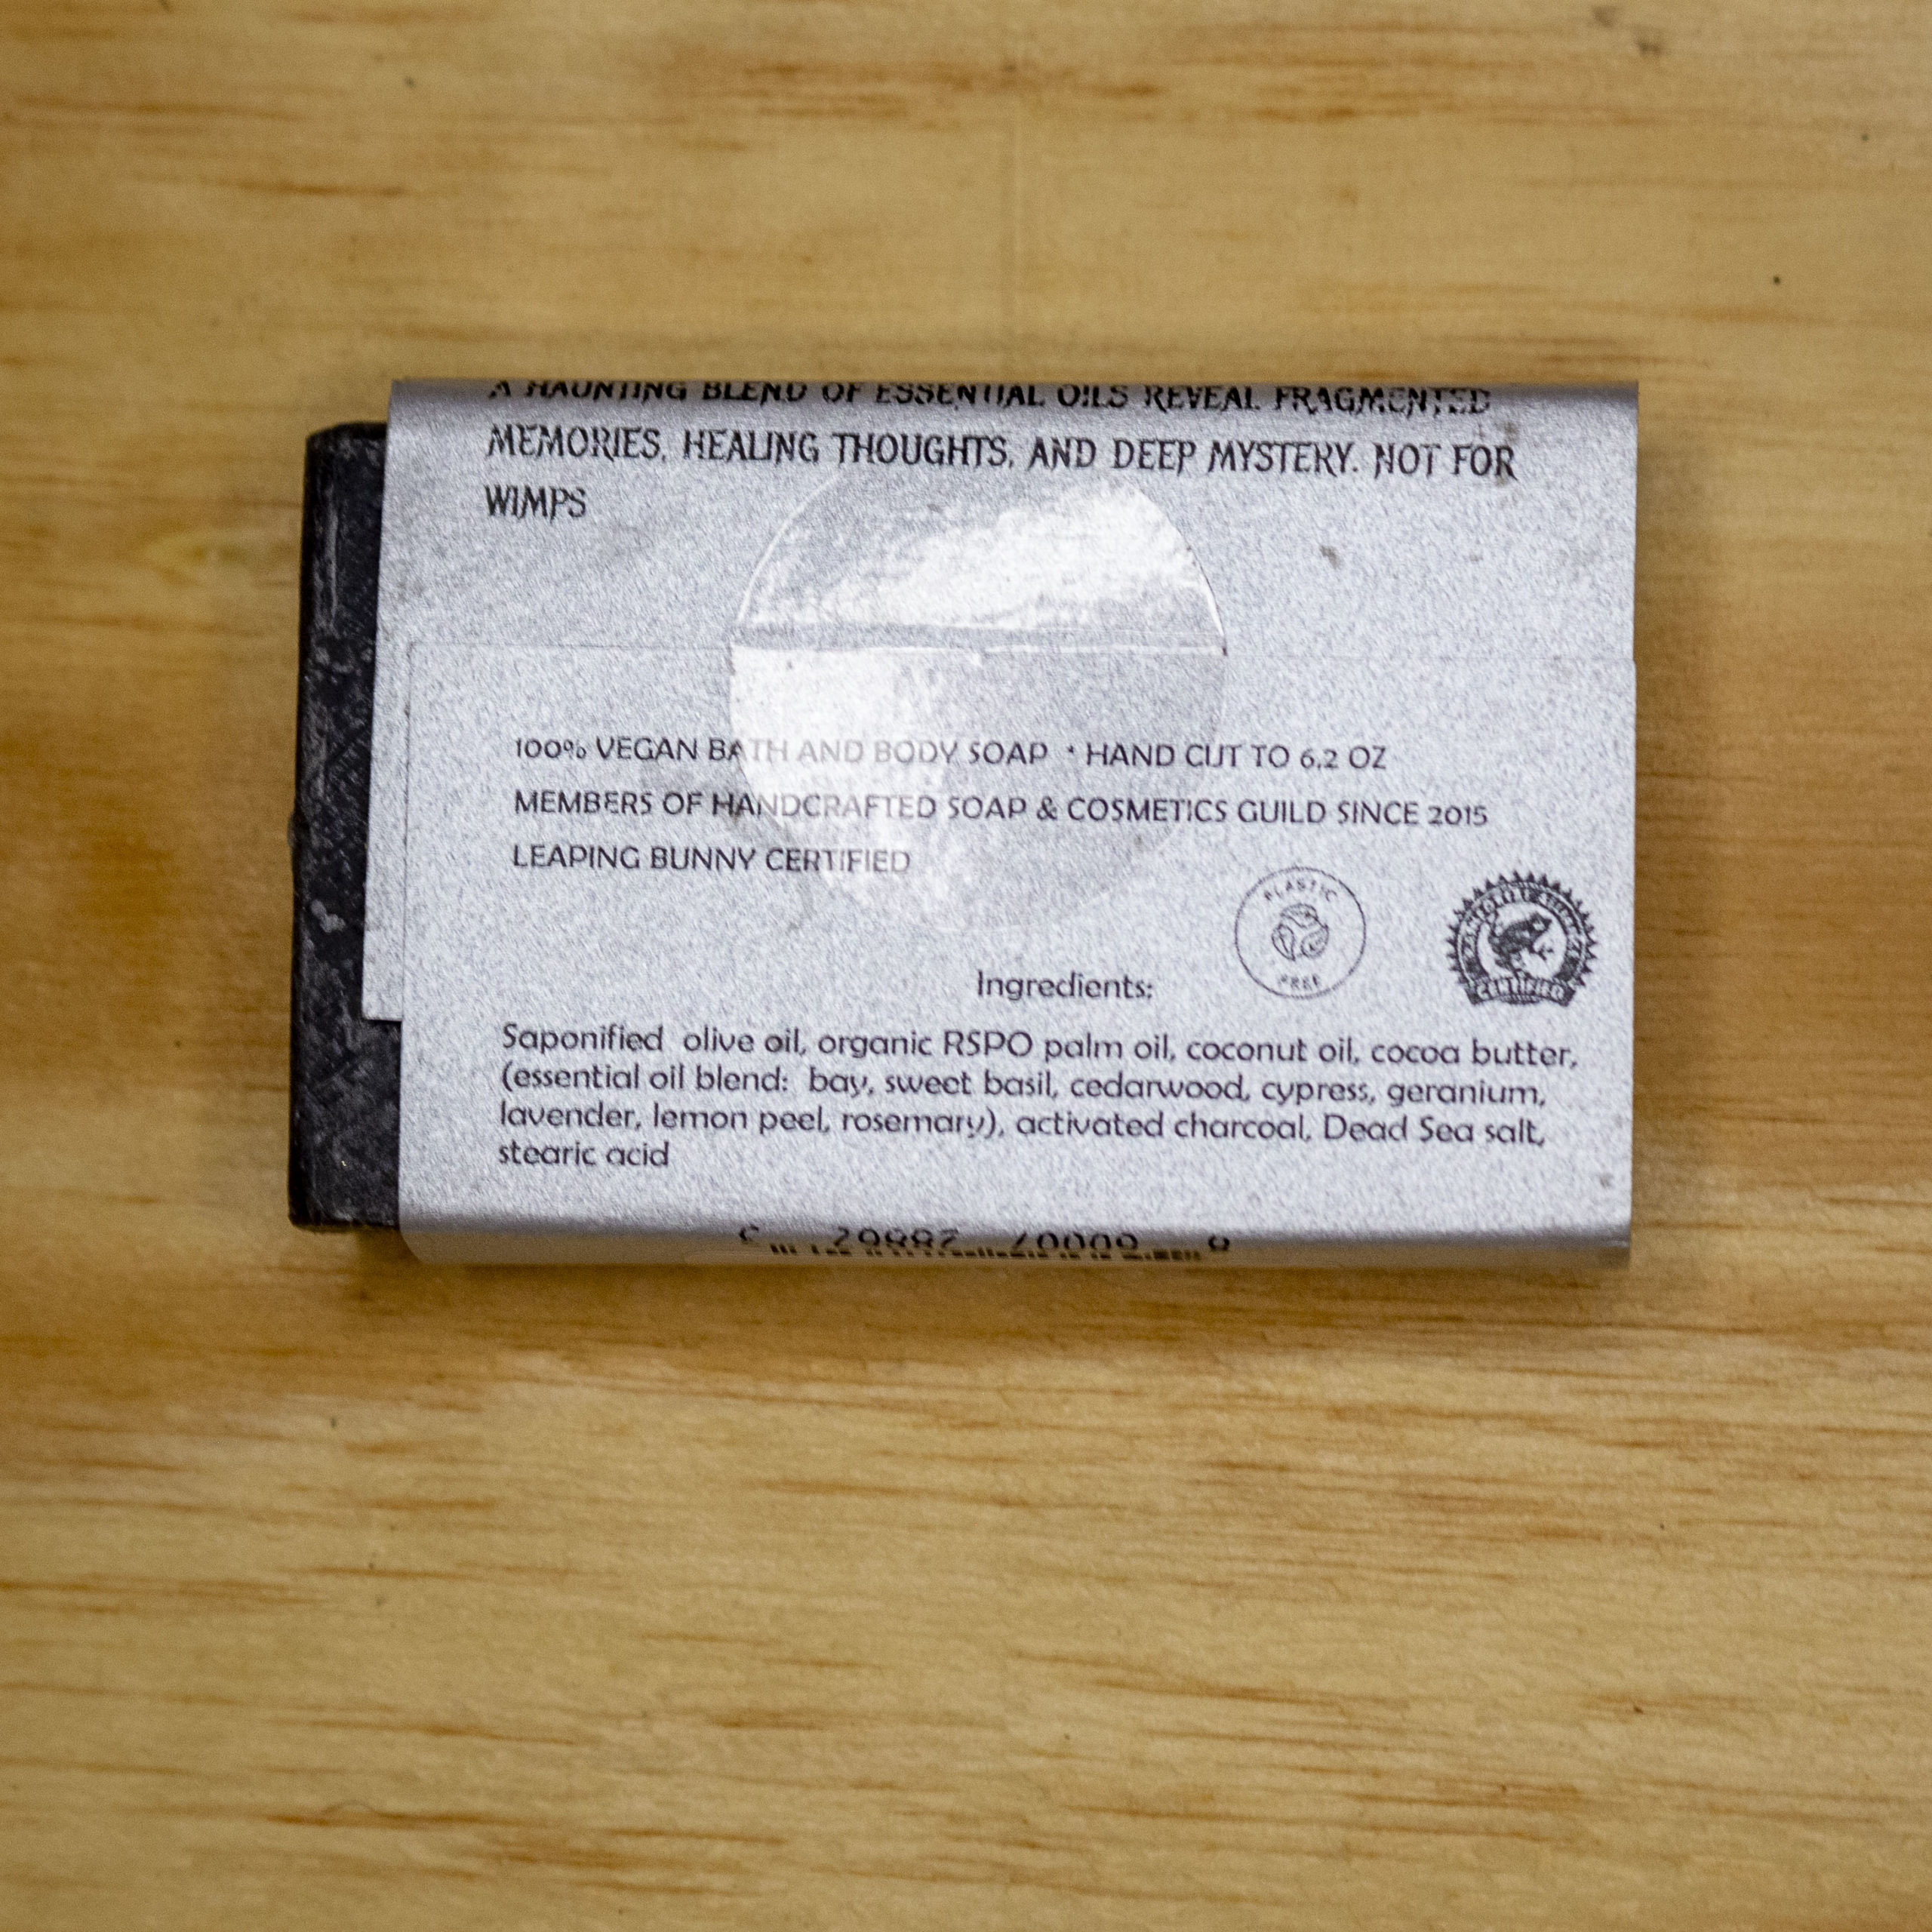 A HAUNTING BLEND OF ESSENTIAL OILS REVEAL FRAGMENTED
MEMORIES, HEALING THOUGHTS, AND DEEP MYSTERY. NOT FOR
WIMPS
100% VEGAN BATH AND BODY SOAP * HAND CUT TO 6.2 OZ
MEMBERS OF HANDCRAFTED SOAP & COSMETICS GUILD SINCE 2015
LEAPING BUNNY CERTIFIED
PLASTIC
FREE
CERTIFIED
Ingredients:
Saponified olive oil, organic RSPO palm oil, coconut oil, cocoa butter,
(essential oil blend: bay, sweet basil, cedarwood, cypress, geranium,
lavender, lemon peel, rosemary), activated charcoal, Dead Sea salt,
stearic acid